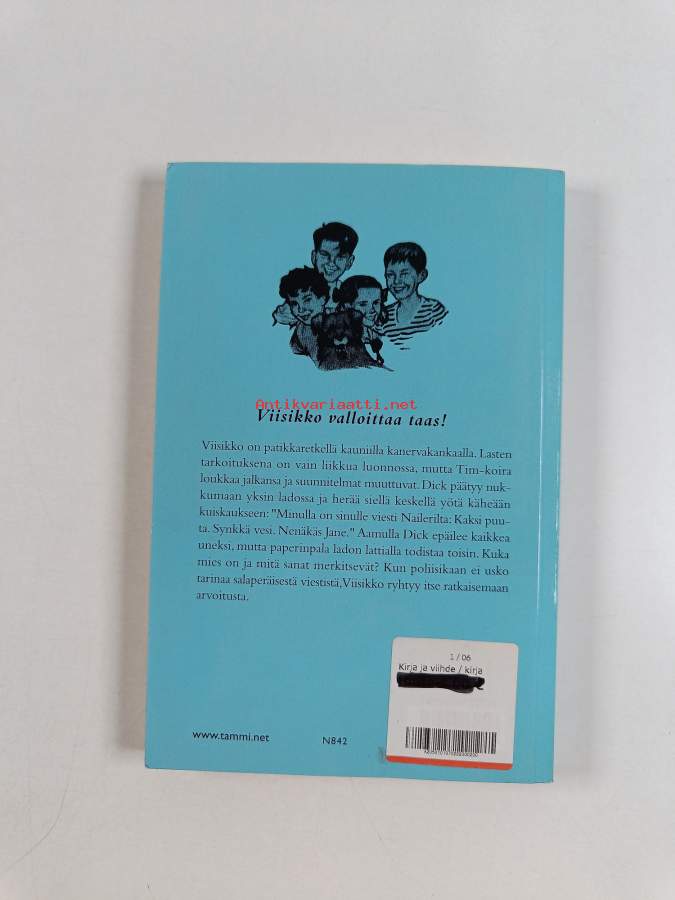 Antikvariaatti.net
Viisikko valloittaa taas!
Viisikko on patikkaretkellä kauniilla kanervakankaalla. Lasten
tarkoituksena on vain liikkua luonnossa, mutta Tim-koira
loukkaa jalkansa ja suunnitelmat muuttuvat. Dick päätyy nuk-
kumaan yksin ladossa ja herää siellä keskellä yötä käheään
kuiskaukseen: "Minulla on sinulle viesti Nailerilta: Kaksi puu-
ta. Synkkä vesi. Nenäkäs Jane." Aamulla Dick epäilee kaikkea
uneksi, mutta paperinpala ladon lattialla todistaa toisin. Kuka
mies on ja mitä sanat merkitsevät? Kun poliisikaan ei usko
tarinaa salaperäisestä viestistä,Viisikko ryhtyy itse ratkaisemaan
arvoitusta.
1 / 06
Kirja ja viihde / kirja
www.tammi.net
N842